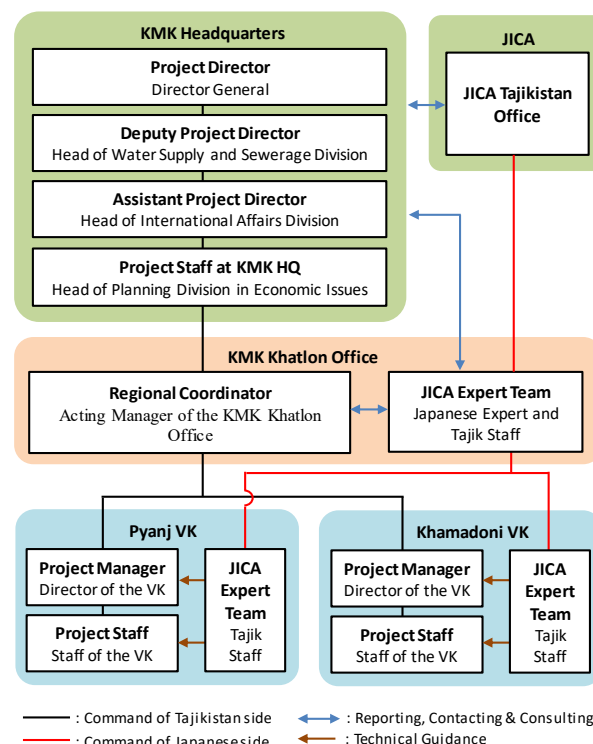 KMK Headquarters
Project Director
Director General
Deputy Project Director
Head of Water Supply and Sewerage Division
Assistant Project Director
Head of International Affairs Division
Project Staff at KMK HQ
Head of Planning Division in Economic Issues
JICA
JICA Tajikistan
Office
KMK Khatlon Office
Regional Coordinator
Acting Manager of the KMK Khatlon
Office
JICA Expert Team
Japanese Expert and
Tajik Staff
Pyanj VK
Project Manager
Director of the VK
Project Staff
Staff of the VK
JICA
Expert
Team
Tajik
Staff
Khamadoni VK
Project Manager
Director of the VK
Project Staff
Staff of the VK
JICA
Expert
Team
Tajik
Staff
: Command of Tajikistan side
: Reporting, Contacting & Consulting
: Command of Japanese side
: Technical Guidance